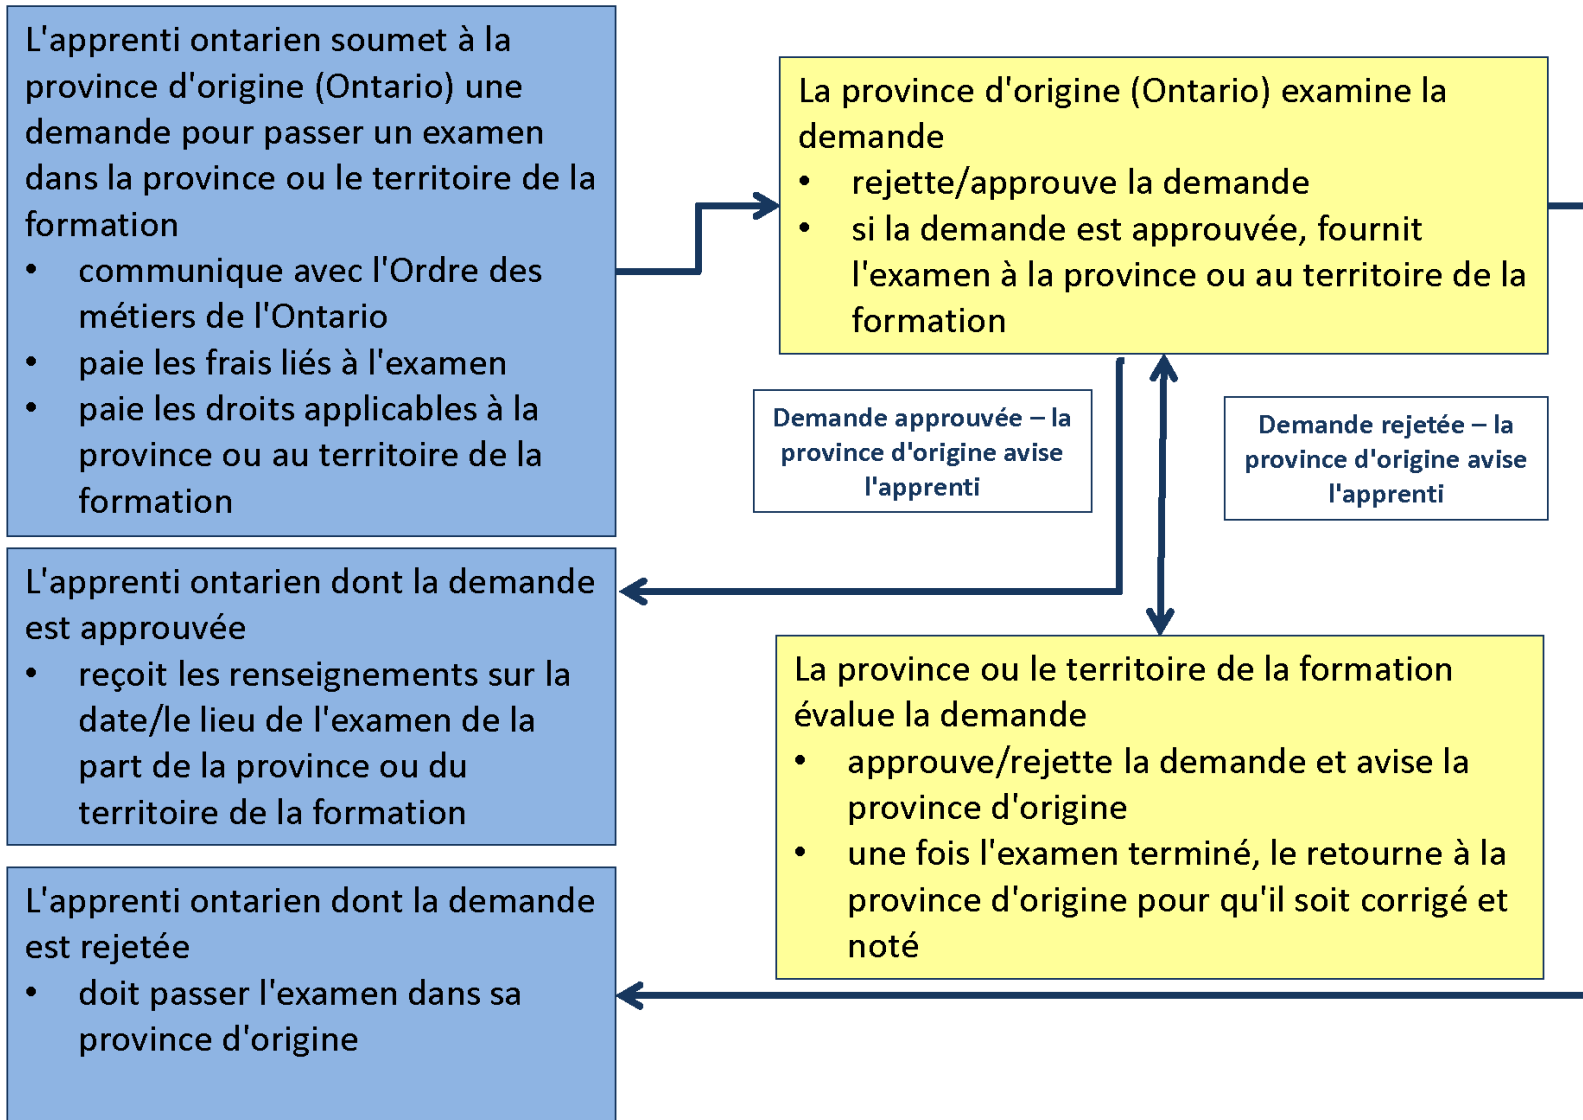 L'apprenti ontarien soumet à la
province d'origine (Ontario) une
demande pour passer un examen
dans la province ou le territoire de la
formation
• communique avec l'Ordre des
métiers de l'Ontario
• paie les frais liés à l'examen
• paie les droits applicables à la
province ou au territoire de la
formation
La province d'origine (Ontario) examine la
demande
• rejette/approuve la demande
• si la demande est approuvée, fournit
l'examen à la province ou au territoire de la
formation
Demande approuvée – la
province d'origine avise
l'apprenti
Demande rejetée – la
province d'origine avise
l'apprenti
L'apprenti ontarien dont la demande
est approuvée
• reçoit les renseignements sur la
date/le lieu de l'examen de la
part de la province ou du
territoire de la formation
La province ou le territoire de la formation
évalue la demande
• approuve/rejette la demande et avise la
province d'origine
• une fois l'examen terminé, le retourne à la
province d'origine pour qu'il soit corrigé et
noté
L'apprenti ontarien dont la demande
est rejetée
• doit passer l'examen dans sa
province d'origine